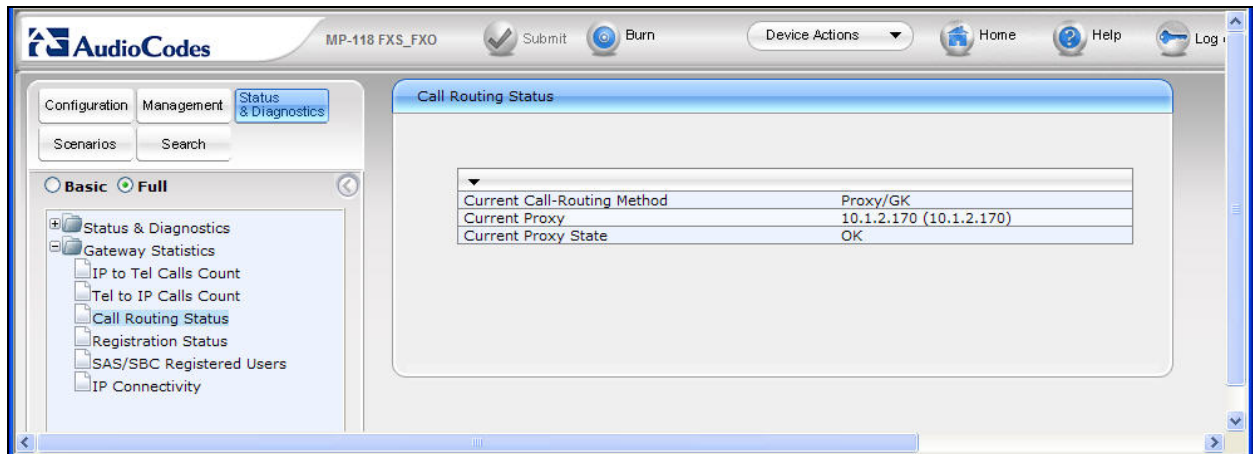 AudioCodes
MP-118 FXS_FXO
Submit
Burn
Device Actions
Home
Help
Log
Configuration
Management
Status
& Diagnostics
Scenarios
Search
Basic
Full
Status & Diagnostics
Gateway Statistics
IP to Tel Calls Count
Tel to IP Calls Count
Call Routing Status
Registration Status
SAS/SBC Registered Users
IP Connectivity
Call Routing Status
Current Call-Routing Method Proxy/GK
Current Proxy 10.1.2.170 (10.1.2.170)
Current Proxy State OK